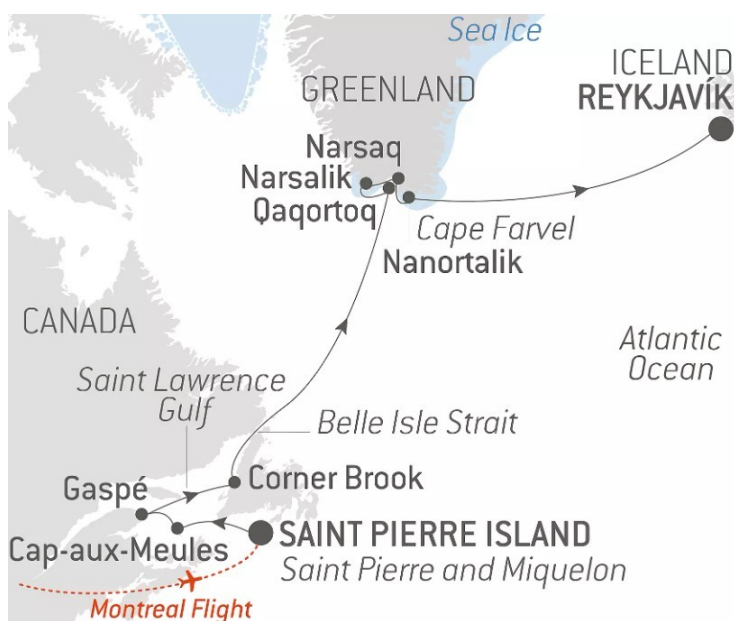 Sea Ice
ICELAND
REYKJAVÍK
GREENLAND
Narsaq
Narsalik
Qaqortoq
Cape Farvel
Nanortalik
CANADA
Atlantic
Ocean
Saint Lawrence
Gulf
Belle Isle Strait
Corner Brook
Gaspé
Cap-aux-Meules
SAINT PIERRE ISLAND
Saint Pierre and Miquelon
Montreal Flight